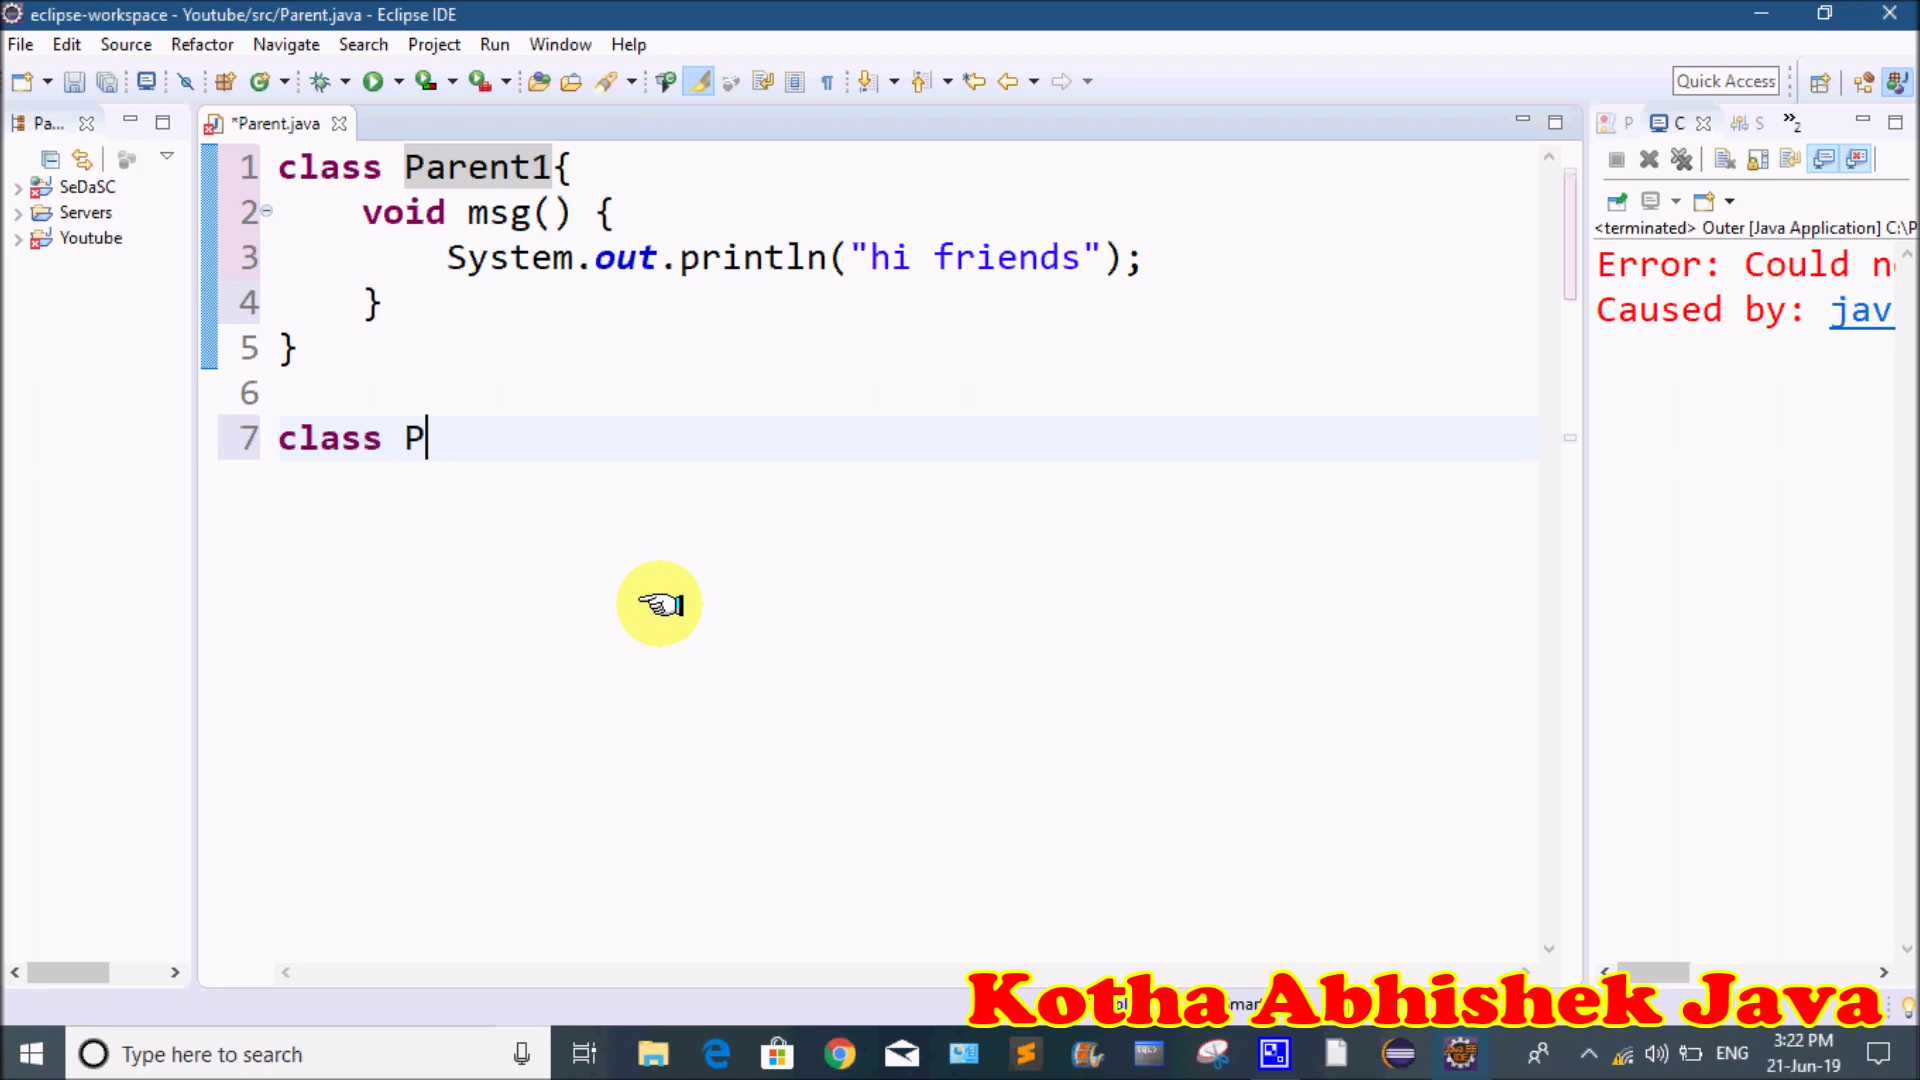 eclipse-workspace - Youtube/src/Parent.java - Eclipse IDE
File Edit Source Refactor Navigate Search Project Run Window Help
Quick Access
Pa...
*Parent.java
P C S »2
1 class Parent1{
2 void msg() {
3 System.out.println("hi friends");
4 }
5 }
6
7 class P
SeDaSC
Servers
Youtube
<terminated> Outer [Java Application] C:\P
Error: Could n
Caused by: jav
Kotha Abhishek Java
Type here to search
ENG
3:22 PM
21-Jun-19